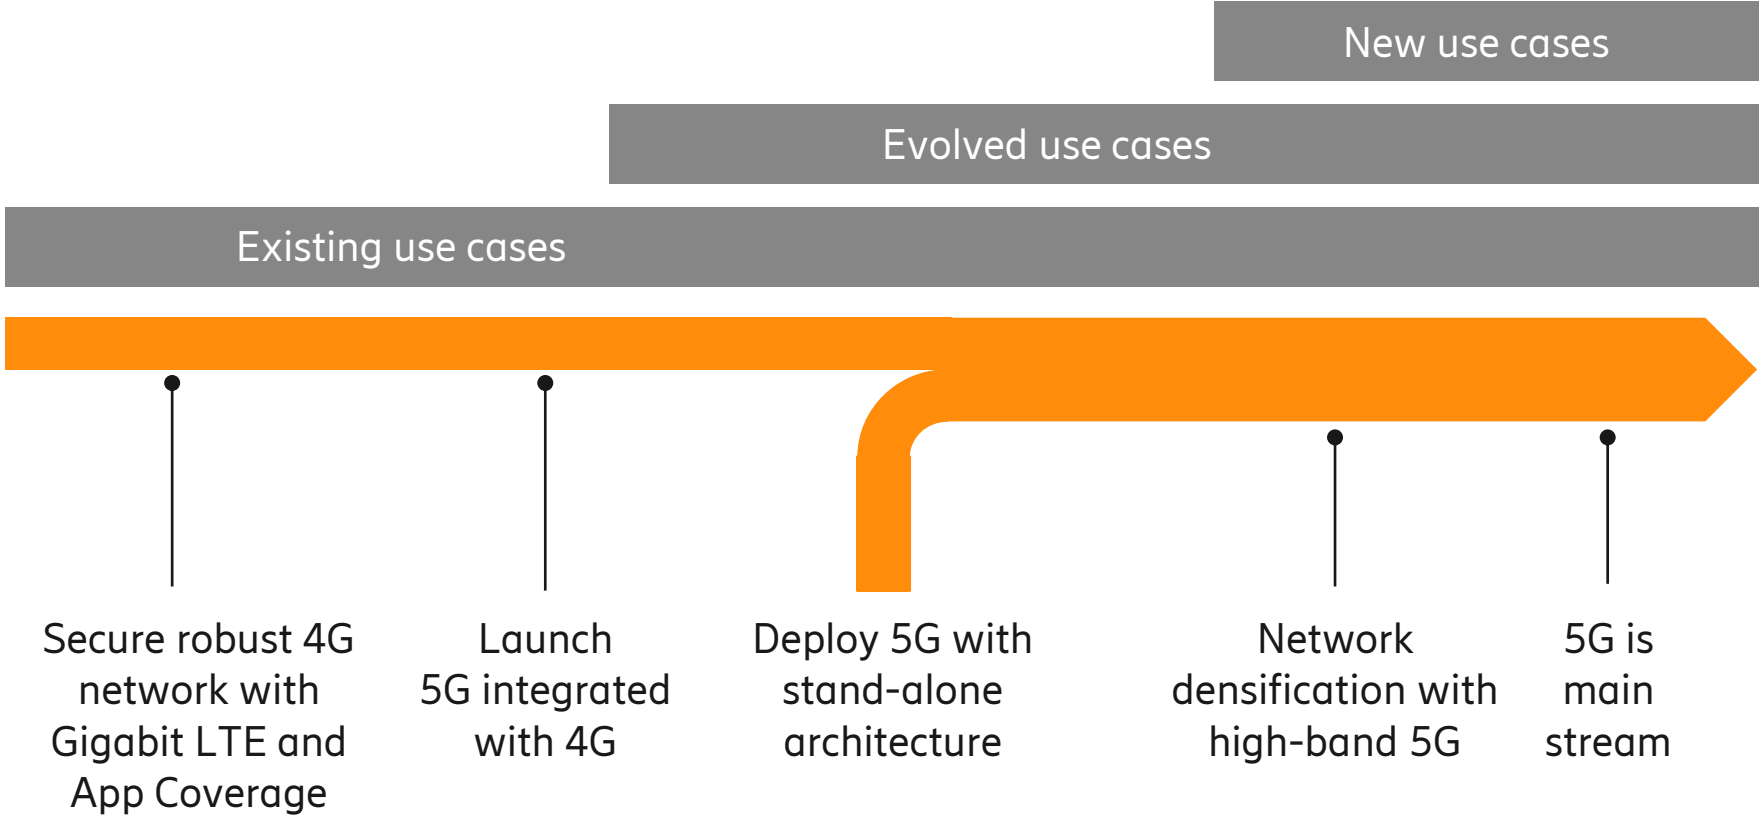 New use cases
Evolved use cases
Existing use cases
Secure robust 4G
network with
Gigabit LTE and
App Coverage
Launch
5G integrated
with 4G
Deploy 5G with
stand-alone
architecture
Network
densification with
high-band 5G
5G is
main
stream